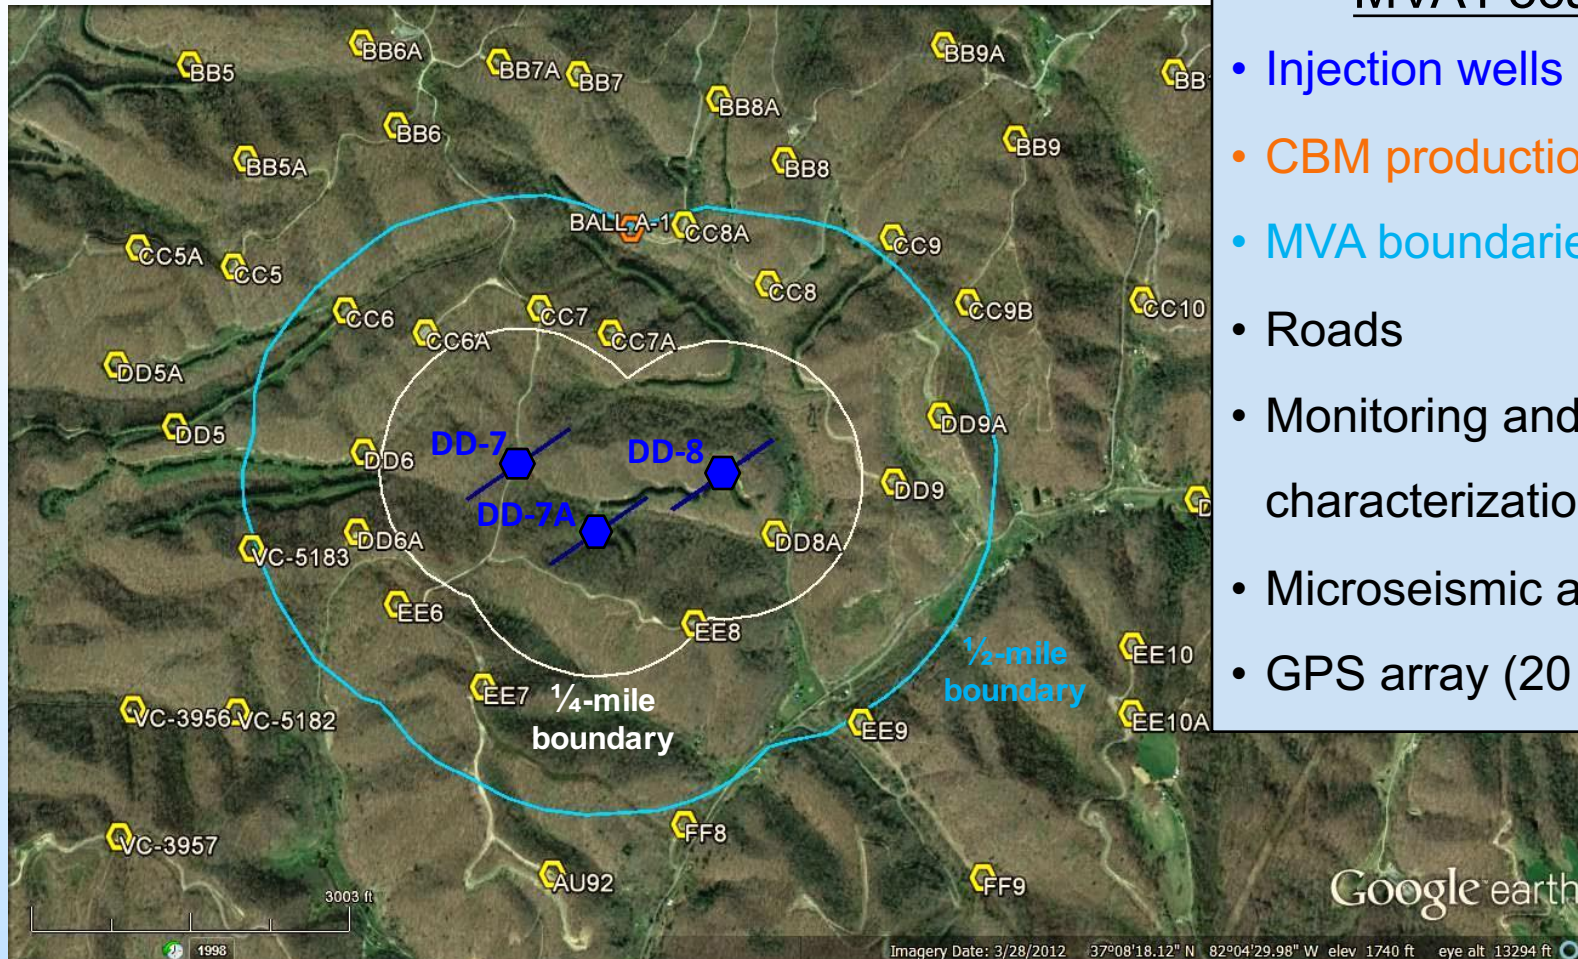 BB6A
BB9A
BB5
BB7A
BB7
BB8A
BB6
BB9
BB5A
BB8
BALL A-1
CC8A
CC9
CC5A
CC5
CC8
CC6
CC7
CC9B
CC10
CC6A
CC7A
DD5A
DD9A
DD5
DD-7
DD-8
DD6
DD9
DD-7A
DD6A
DD8A
VC-5183
EE6
EE8
EE10
½-mile
boundary
EE7
¼-mile
boundary
VC-3956
VC-5182
EE9
EE10A
FF8
VC-3957
AU92
FF9
3003 ft
1998
Google earth
Imagery Date: 3/28/2012 37°08'18.12" N 82°04'29.98" W elev 1740 ft eye alt 13294 ft
• Injection wells
• CBM productio
• MVA boundarie
• Roads
• Monitoring and
characterizatio
• Microseismic a
• GPS array (20